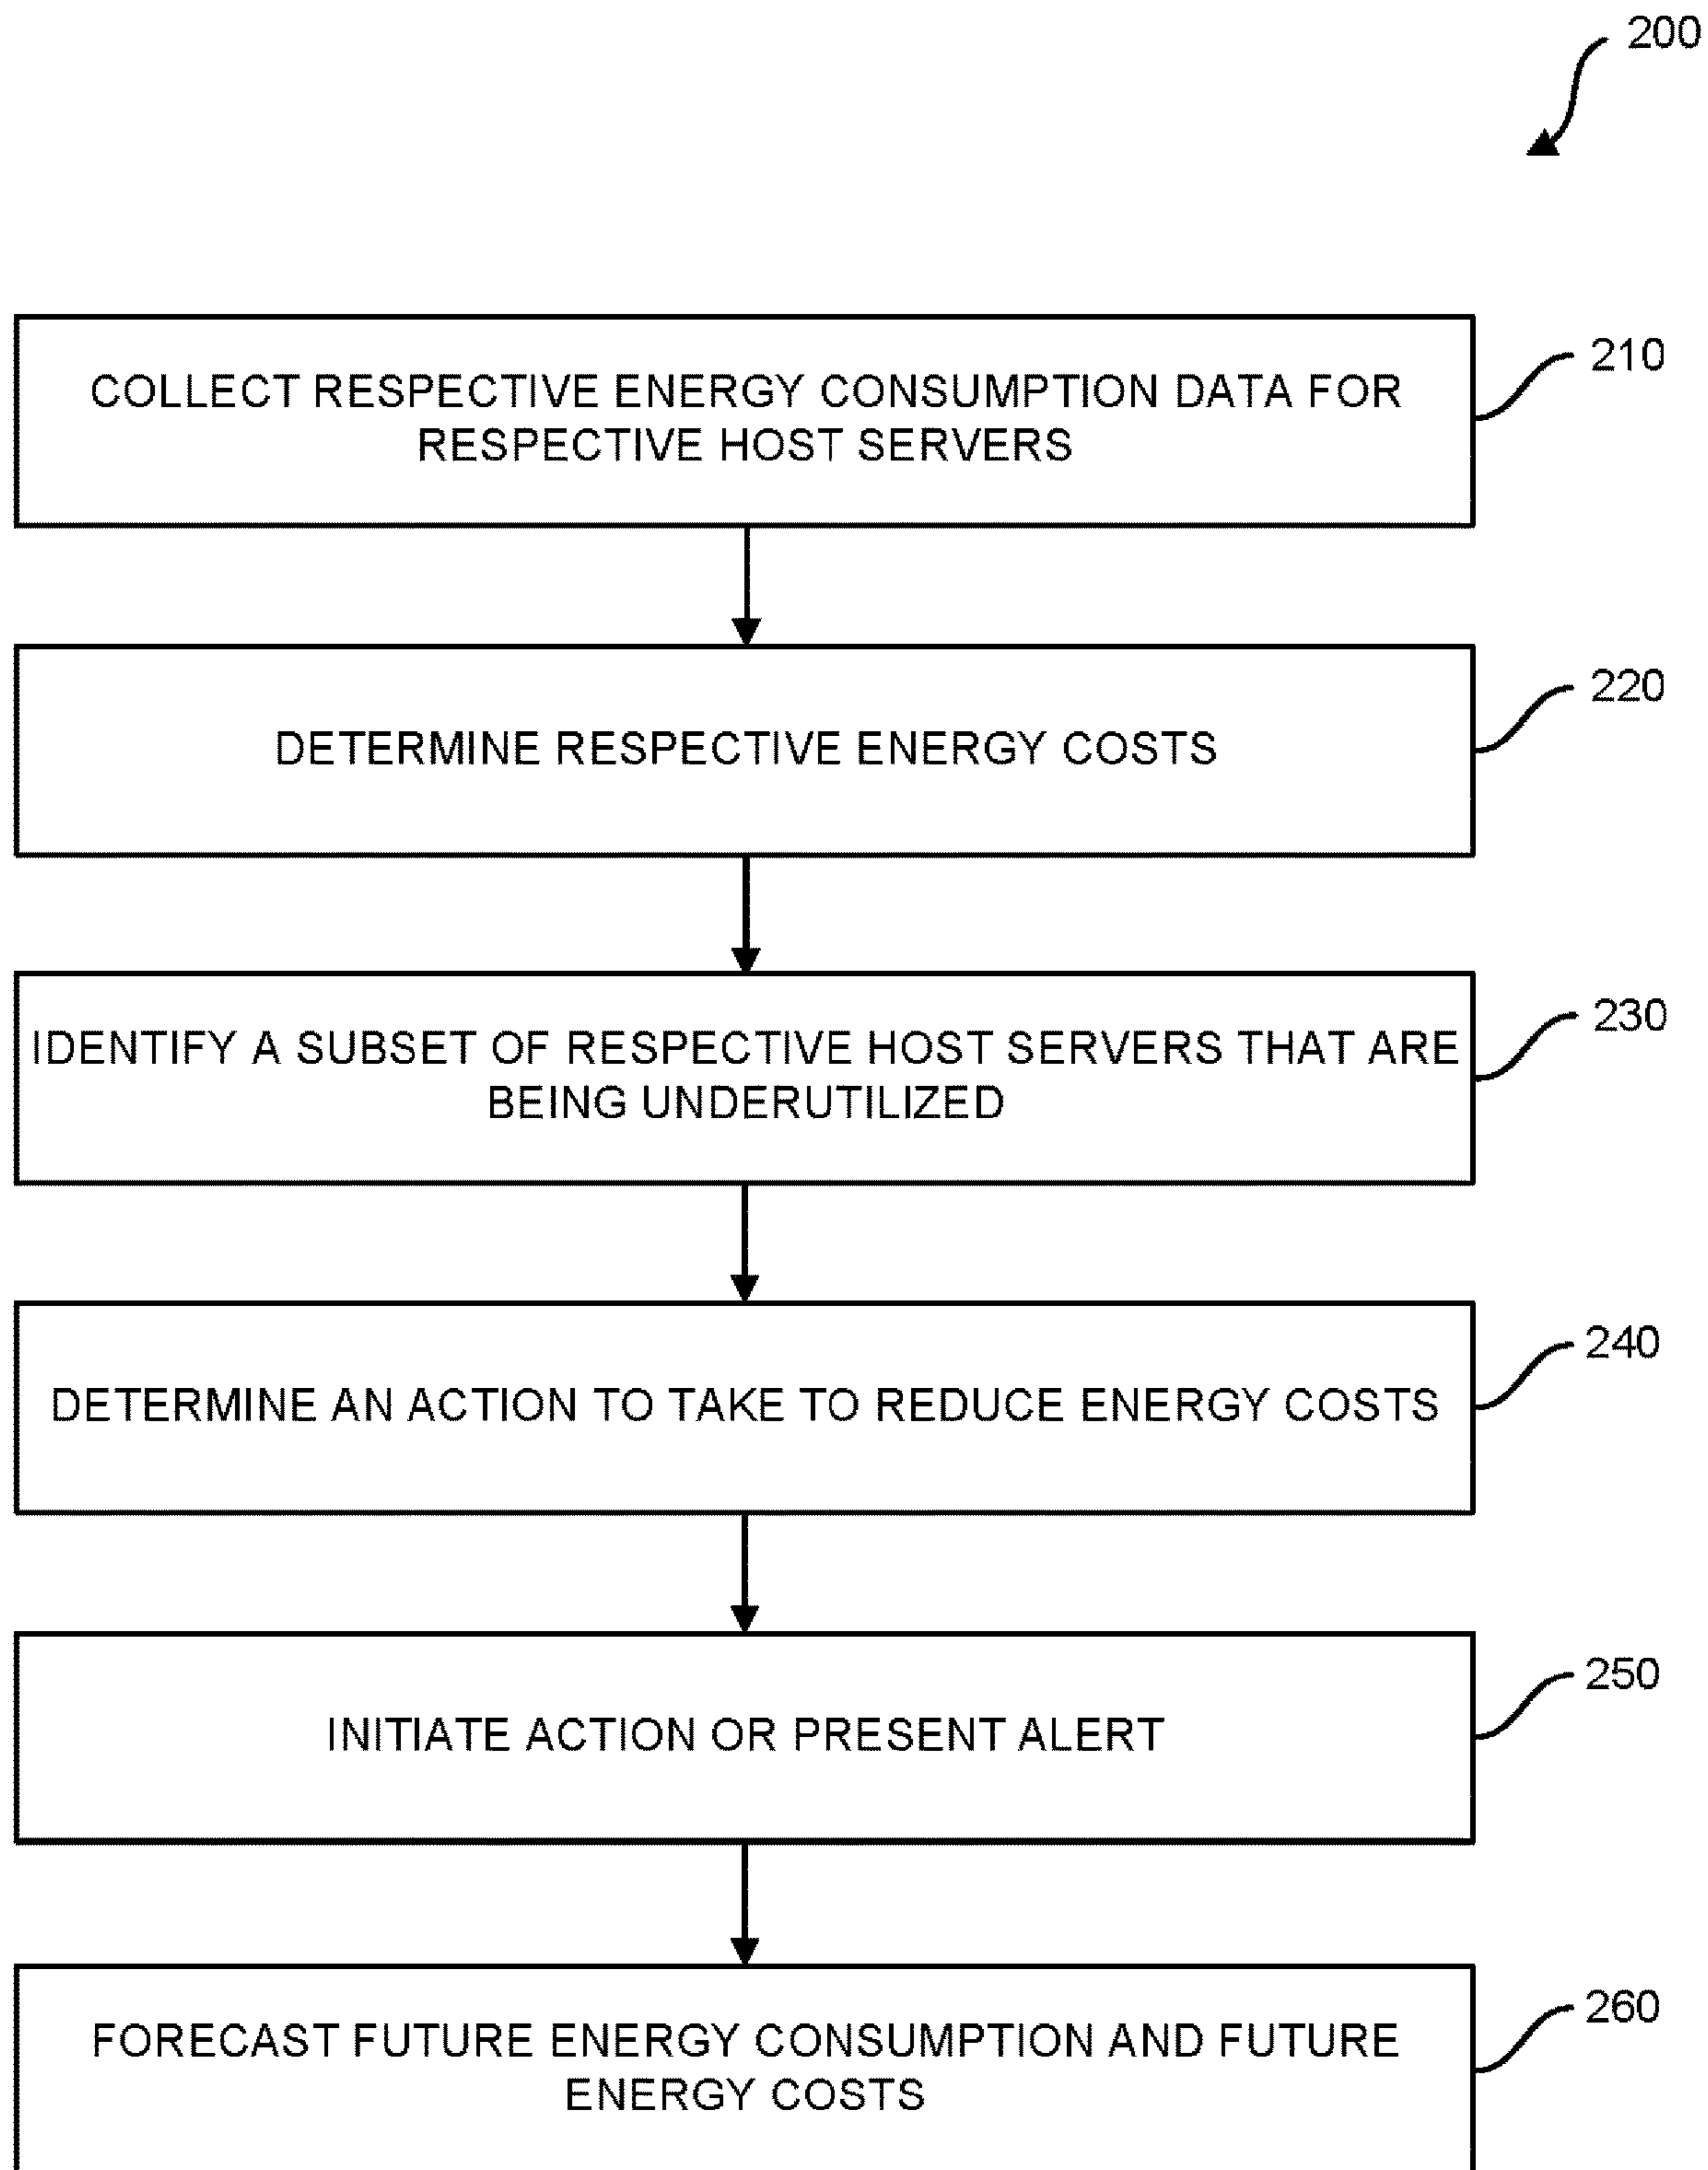 200
COLLECT RESPECTIVE ENERGY CONSUMPTION DATA FOR
RESPECTIVE HOST SERVERS
210
DETERMINE RESPECTIVE ENERGY COSTS
220
IDENTIFY A SUBSET OF RESPECTIVE HOST SERVERS THAT ARE
BEING UNDERUTILIZED
230
DETERMINE AN ACTION TO TAKE TO REDUCE ENERGY COSTS
240
INITIATE ACTION OR PRESENT ALERT
250
FORECAST FUTURE ENERGY CONSUMPTION AND FUTURE
ENERGY COSTS
260